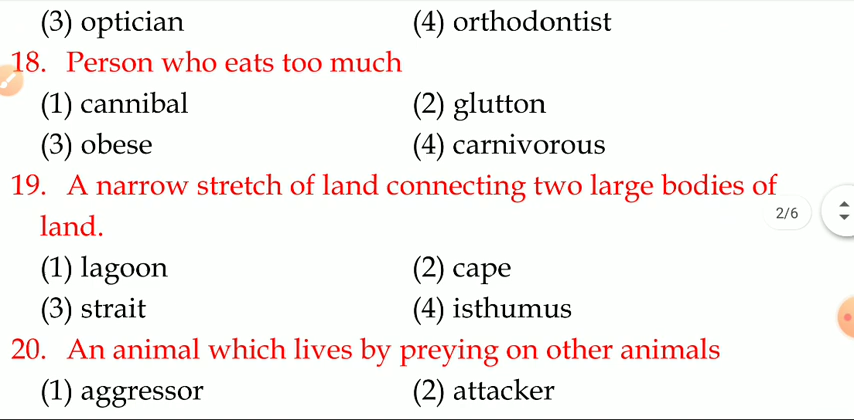 (3) optician (4) orthodontist
18. Person who eats too much
(1) cannibal (2) glutton
(3) obese (4) carnivorous
19. A narrow stretch of land connecting two large bodies of
land.
2/6
(1) lagoon (2) cape
(3) strait (4) isthumus
20. An animal which lives by preying on other animals
(1) aggressor (2) attacker